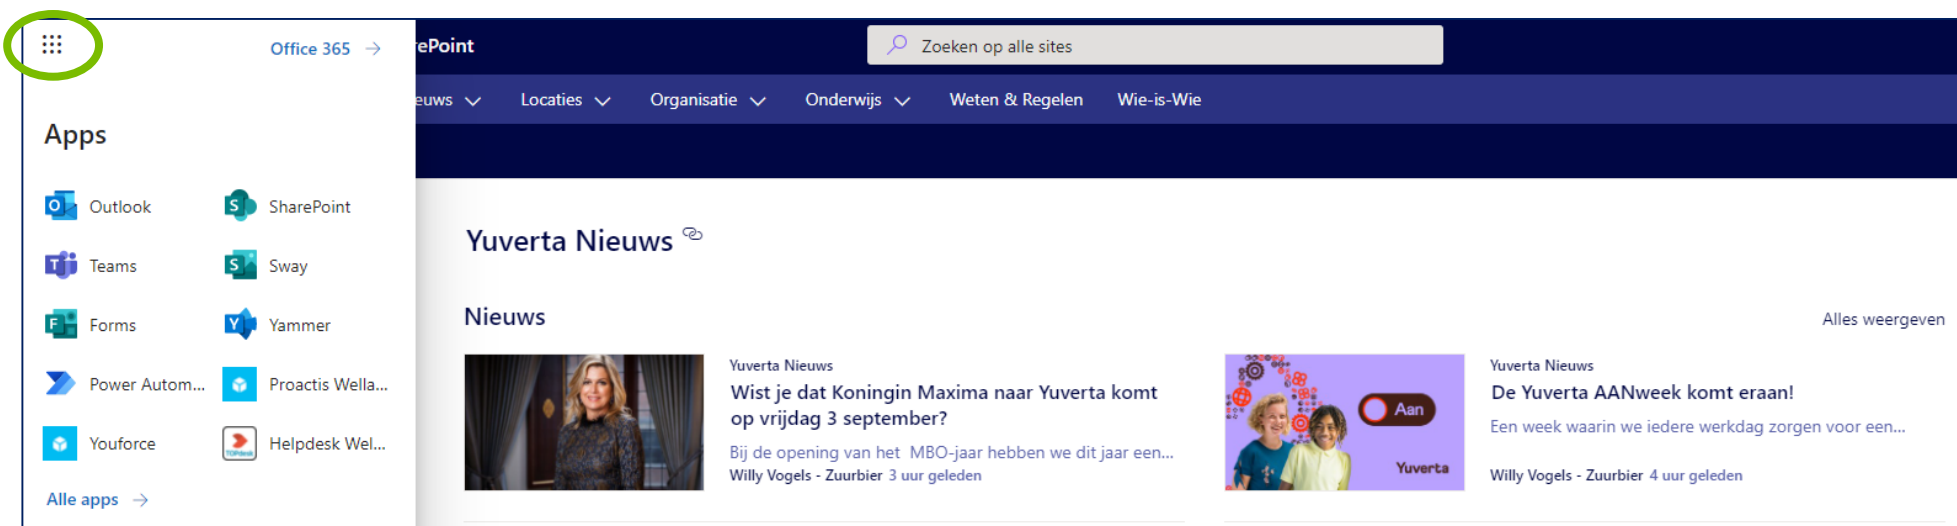 Office 365
ePoint
Zoeken op alle sites
euws
Locaties
Organisatie
Onderwijs
Weten & Regelen
Wie-is-Wie
Apps
Outlook
SharePoint
Teams
Sway
Forms
Yammer
Power Autom...
Proactis Wella...
Youforce
TOPdesk
Helpdesk Wel...
Alle apps
Yuverta Nieuws
Nieuws
Alles weergeven
Yuverta Nieuws
Wist je dat Koningin Maxima naar Yuverta komt
op vrijdag 3 september?
Bij de opening van het MBO-jaar hebben we dit jaar een...
Willy Vogels - Zuurbier 3 uur geleden
Aan
Yuverta
Yuverta Nieuws
De Yuverta AANweek komt eraan!
Een week waarin we iedere werkdag zorgen voor een...
Willy Vogels - Zuurbier 4 uur geleden